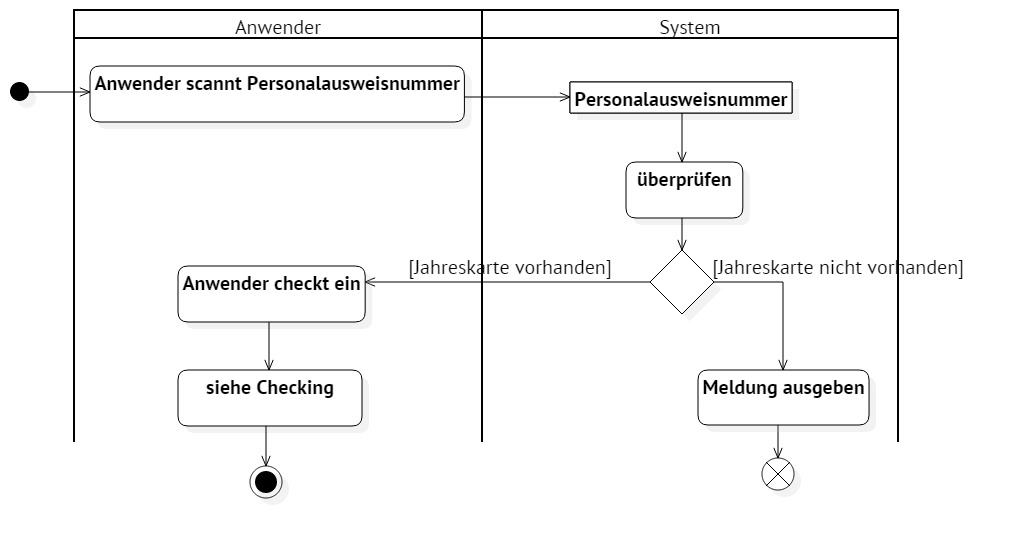 Anwender
System
Anwender scannt Personalausweisnummer
Personalausweisnummer
überprüfen
[Jahreskarte vorhanden]
[Jahreskarte nicht vorhanden]
Anwender checkt ein
siehe Checking
Meldung ausgeben